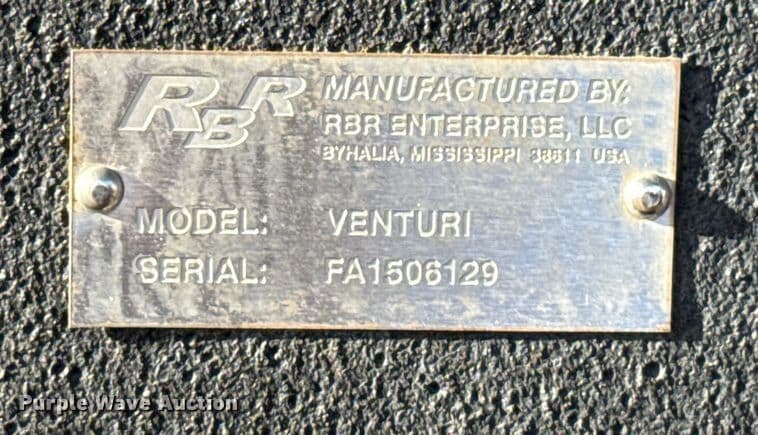 RBR
MANUFACTURED BY:
RBR ENTERPRISE, LLC
BYHALIA, MISSISSIPPI 38611 USA
MODEL: VENTURI
SERIAL: FA1506129
Purple Wave Auction